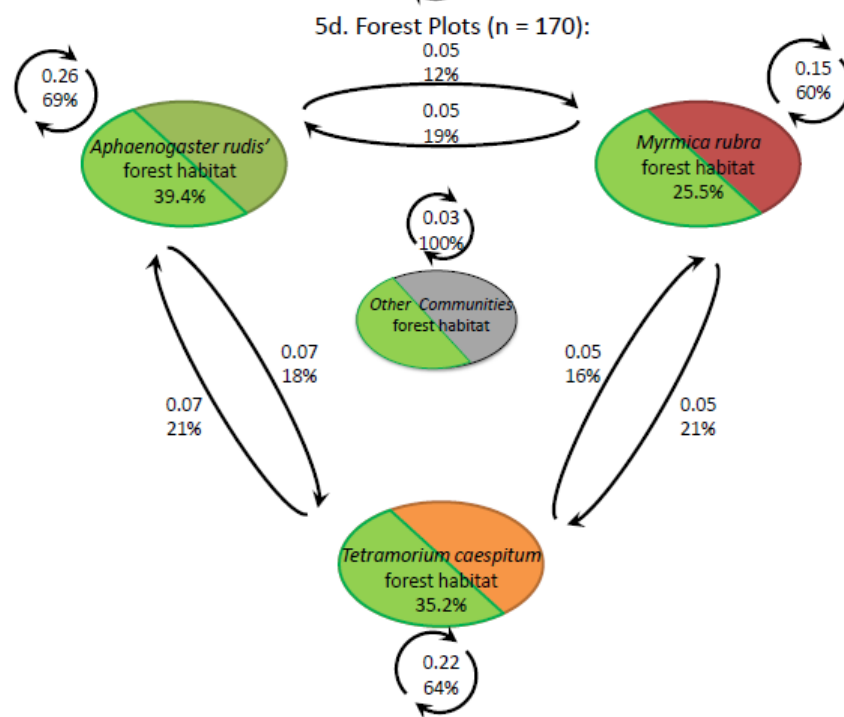 5d. Forest Plots (n = 170):
0.05
12%
0.26
69%
0.15
60%
0.05
19%
Aphaenogaster rudis’
forest habitat
39.4%
Myrmica rubra
forest habitat
25.5%
0.03
100%
Other Communities
forest habitat
0.07
18%
0.05
16%
0.07
21%
0.05
21%
Tetramorium caespitum
forest habitat
35.2%
0.22
64%